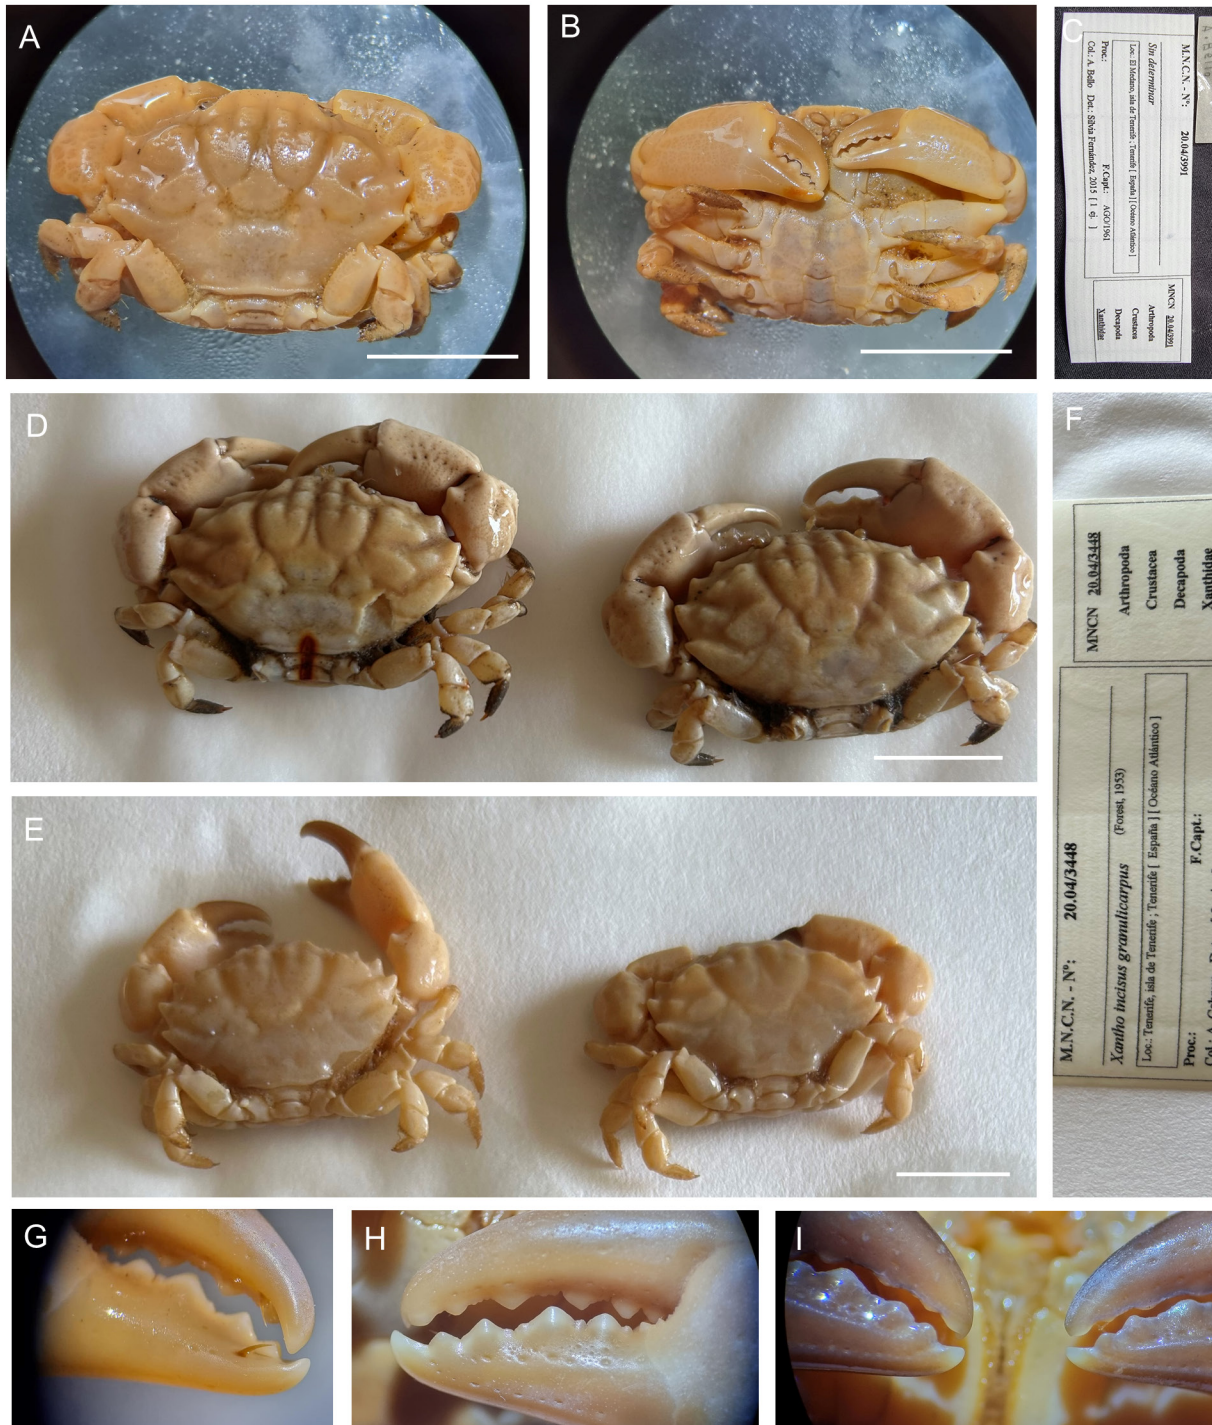 A
B
C
M.N.C.N. - Nº: 20.04/3991
Sin determinar
Loc: El Medano, isla de Tenerife ; Tenerife [ España ] [ Océano Atlántico ]
Proc.: F.Capt.: AGO/1961
Col.: A. Bello Det.: Silvia Fernández, 2015 [ 1 ej. ]
MNCN 20.04/3991
Arthropoda
Crustacea
Decapoda
Xanthidae
D
E
F
MNCN 20.04/3448
Arthropoda
Crustacea
Decapoda
Xanthidae
M.N.C.N. - Nº: 20.04/3448
Xantho incisus granulicarpus (Forest, 1953)
Loc.: Tenerife, isla de Tenerife ; Tenerife [ España ] [ Océano Atlántico ]
Proc.: F.Capt.:
G
H
I